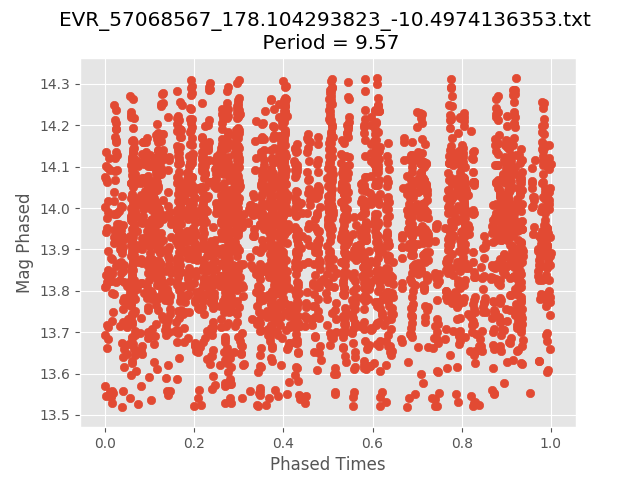 EVR_57068567_178.104293823_-10.4974136353.txt
Period = 9.57
14.3
14.2
14.1
14.0
13.9
13.8
13.7
13.6
13.5
Mag Phased
0.0 0.2 0.4 0.6 0.8 1.0
Phased Times